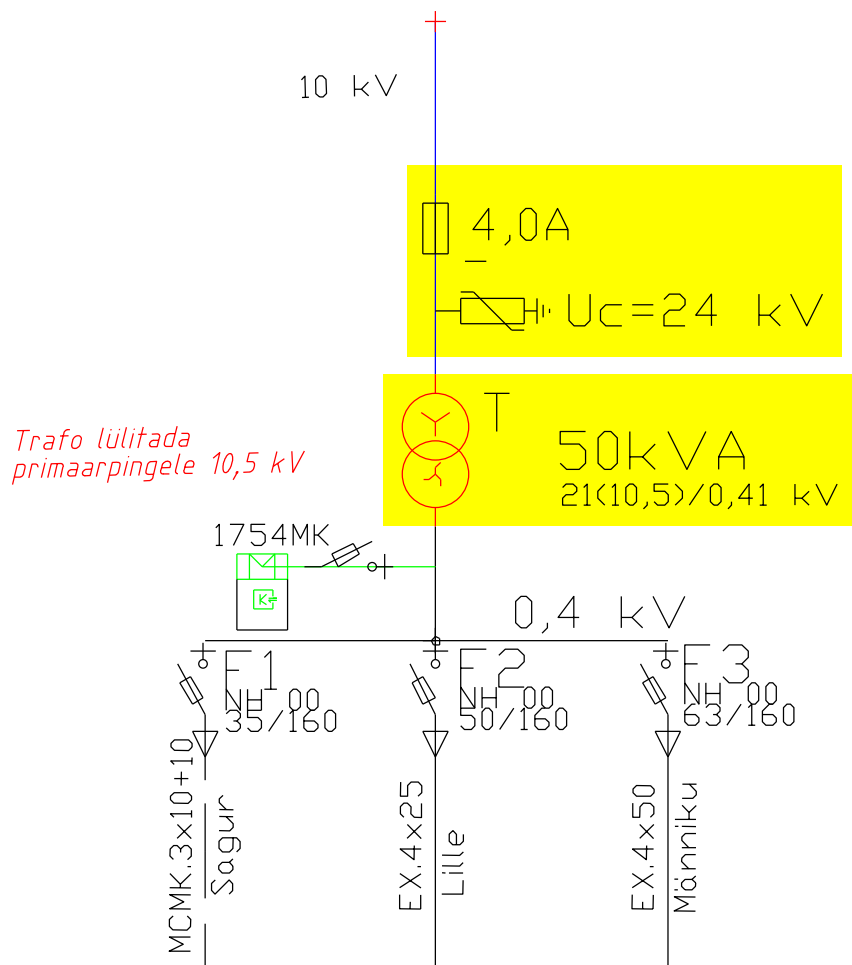 10 kV
4,0A
Uc=24 kV
T
50kVA
21(10,5)/0,41 kV
Trafo lülitada
primaarpingele 10,5 kV
1754MK
K
0,4 kV
F1
NH 00
35/160
F2
NH 00
50/160
F3
NH 00
63/160
MCMK.3x10+10
Sagur
EX.4x25
Lille
EX.4x50
Männiku